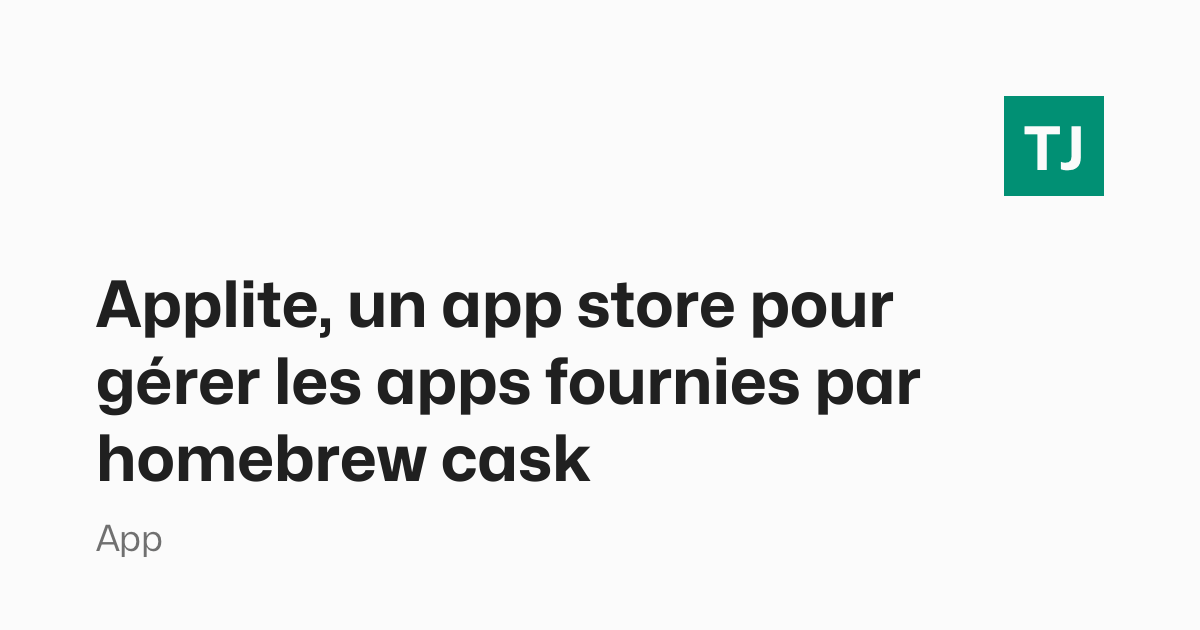 TJ
Applite, un app store pour
gérer les apps fournies par
homebrew cask
App